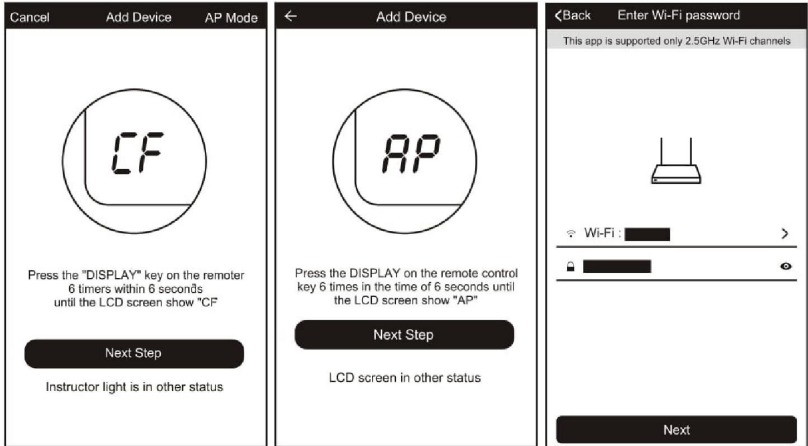 Cancel Add Device AP Mode
CF
Press the "DISPLAY" key on the remoter
6 timers within 6 seconds
until the LCD screen show "CF
Next Step
Instructor light is in other status
← Add Device
AP
Press the DISPLAY on the remote control
key 6 times in the time of 6 seconds until
the LCD screen show "AP"
Next Step
LCD screen in other status
<Back Enter Wi-Fi password
This app is supported only 2.5GHz Wi-Fi channels
Wi-Fi :
Next